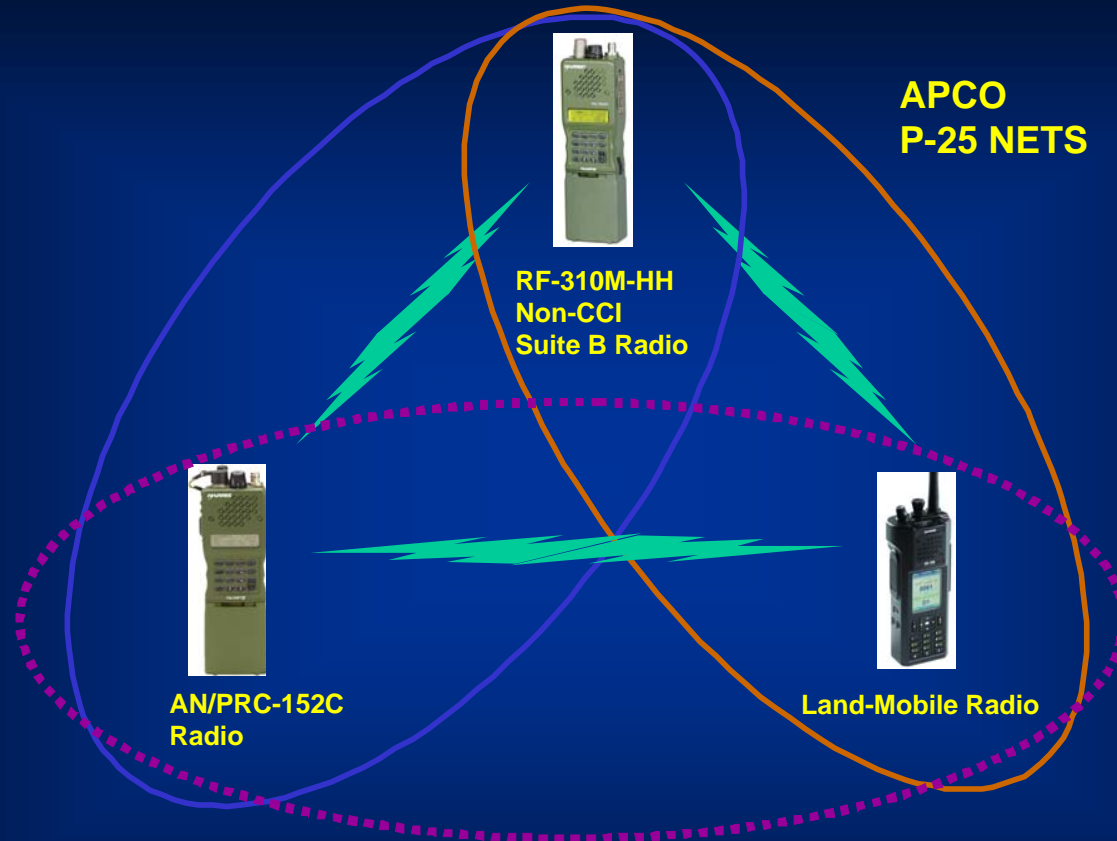 APCO
P-25 NETS
RF-310M-HH
Non-CCI
Suite B Radio
AN/PRC-152C
Radio
Land-Mobile Radio